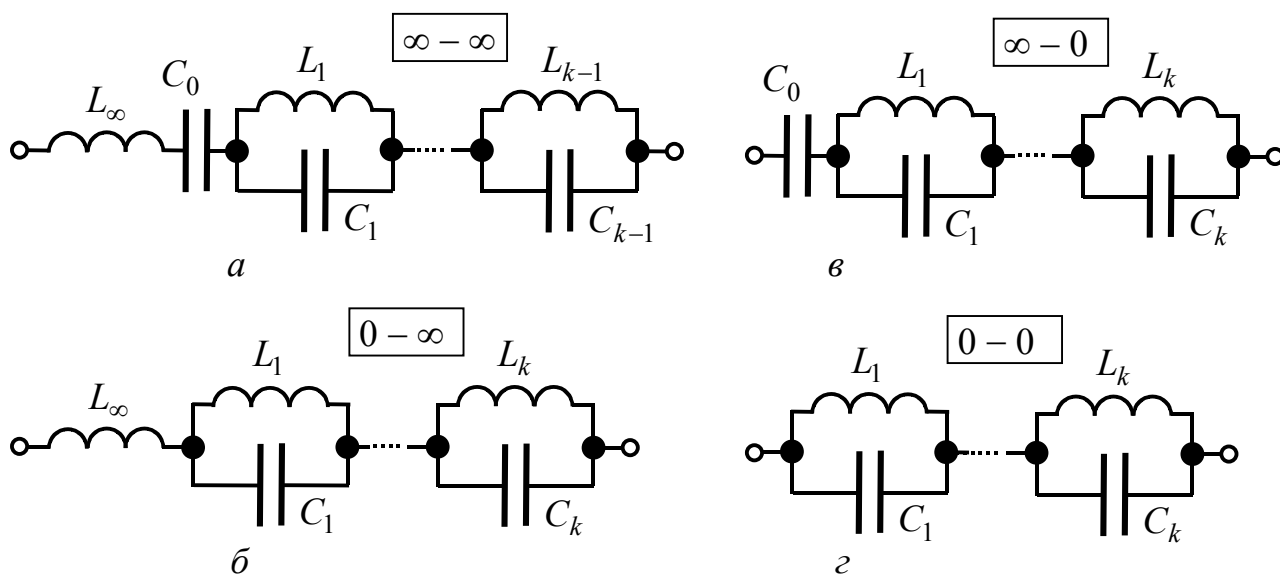 ∞ − ∞
L∞ C₀ L₁ Lₖ₋₁
C₁ Cₖ₋₁
а
∞ − 0
C₀ L₁ Lₖ
C₁ Cₖ
в
0 − ∞
L∞ L₁ Lₖ
C₁ Cₖ
б
0 − 0
L₁ Lₖ
C₁ Cₖ
г